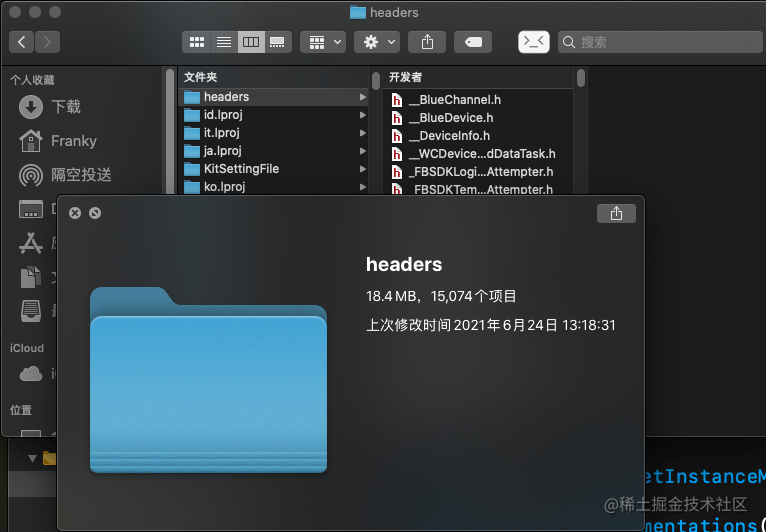 headers
搜索
个人收藏
下载
Franky
隔空投送
iCloud
位置
文件夹
headers
id.lproj
it.lproj
ja.lproj
KitSettingFile
ko.lproj
开发者
__BlueChannel.h
__BlueDevice.h
__DeviceInfo.h
__WCDevice...dDataTask.h
_FBSDKLogi...Attempter.h
_FBSDKTem...Attempter.h
headers
18.4 MB，15,074 个项目
上次修改时间 2021年 6月24日 13:18:31
etInstanceM
@稀土掘金技术社区
mentations(